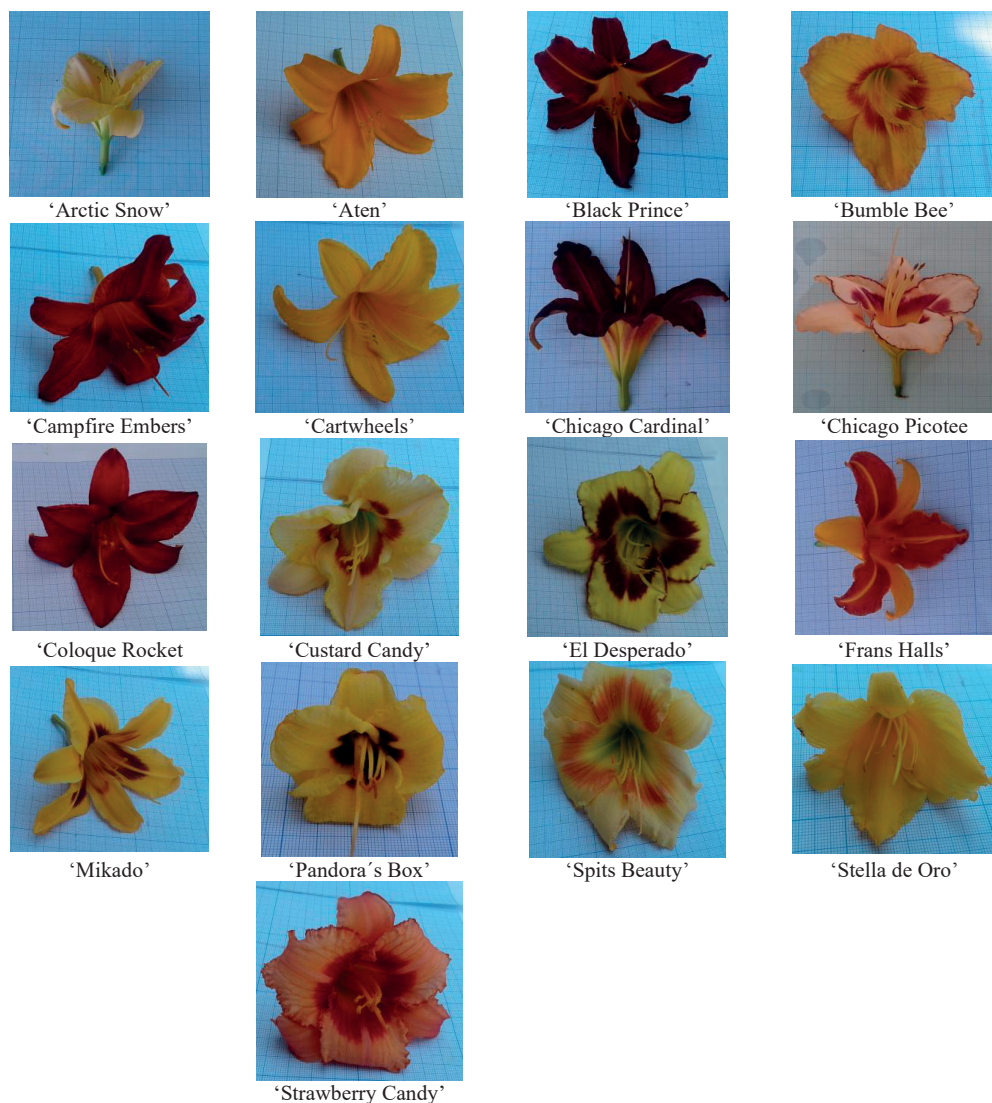 ‘Arctic Snow’
‘Aten’
‘Black Prince’
‘Bumble Bee’
‘Campfire Embers’
‘Cartwheels’
‘Chicago Cardinal’
‘Chicago Picotee
‘Coloque Rocket
‘Custard Candy’
‘El Desperado’
‘Frans Halls’
‘Mikado’
‘Pandora´s Box’
‘Spits Beauty’
‘Stella de Oro’
‘Strawberry Candy’